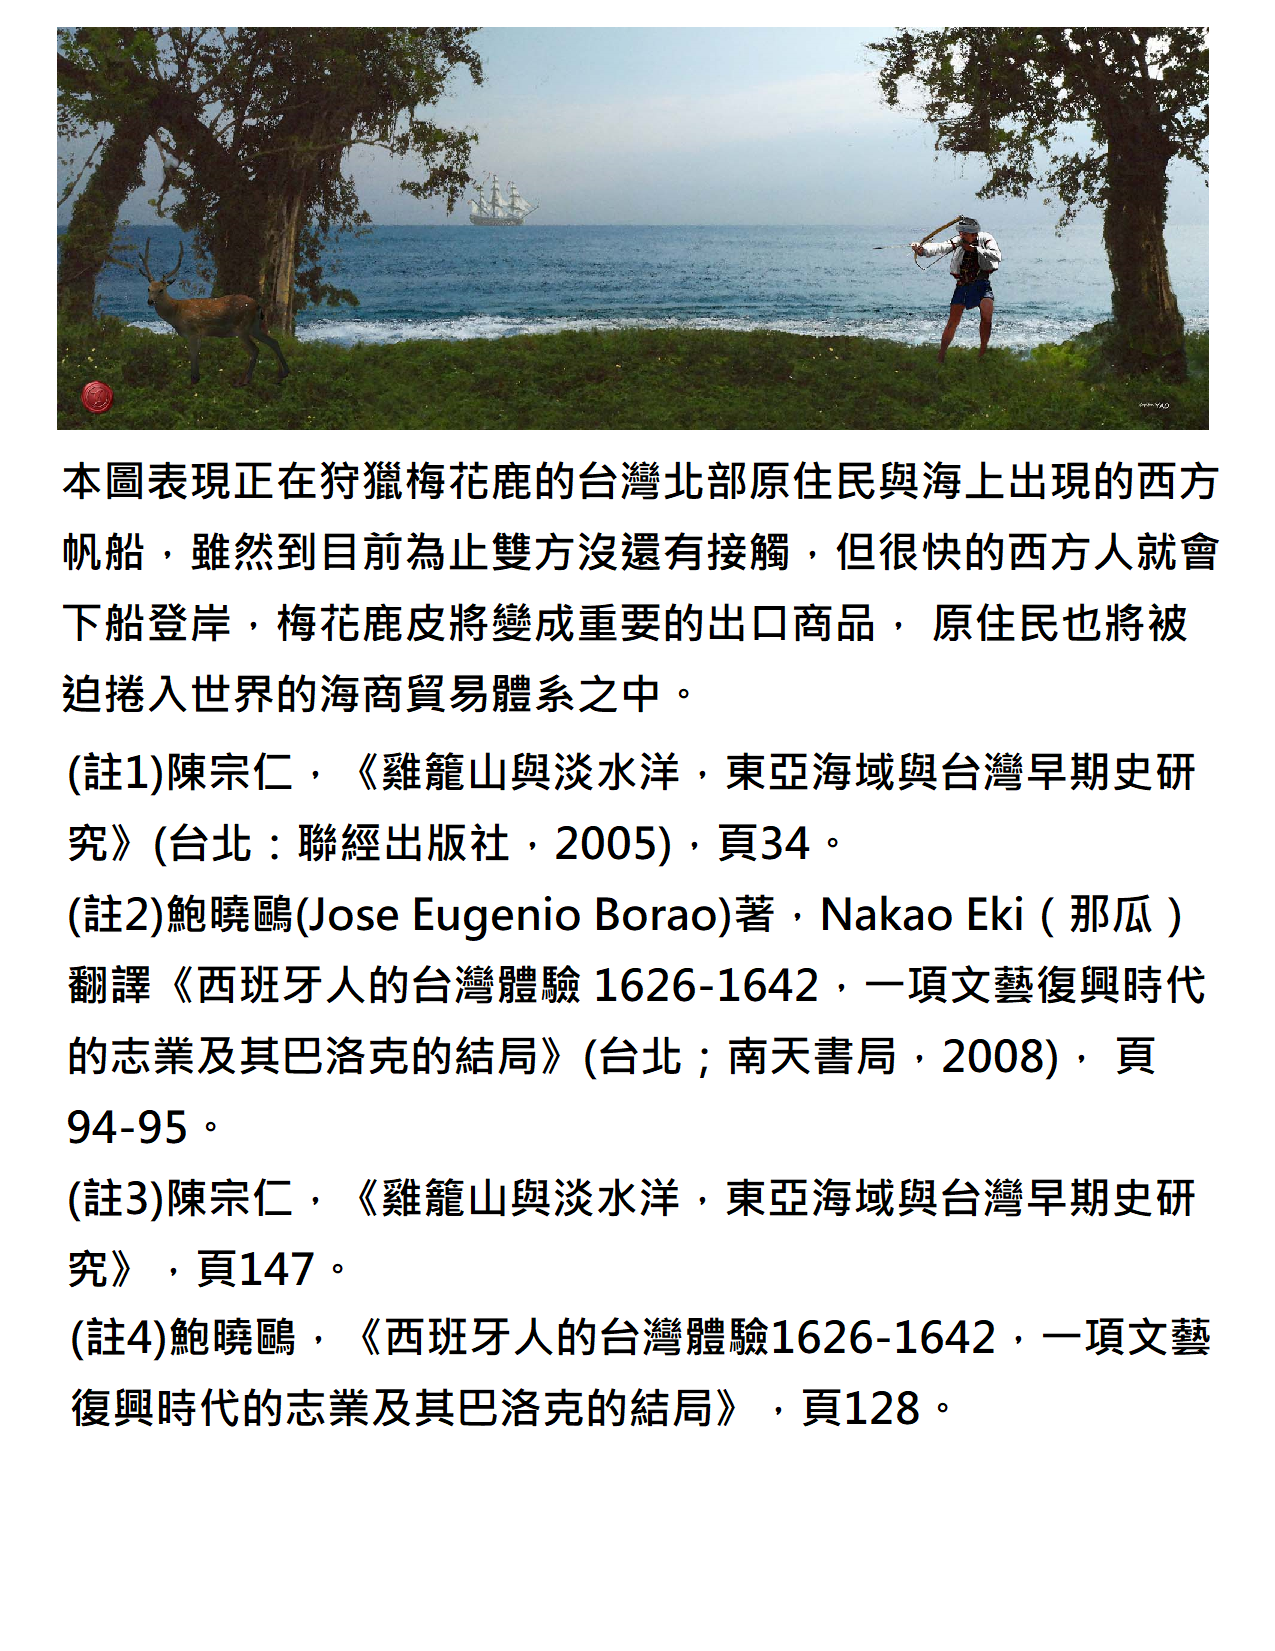 本圖表現正在狩獵梅花鹿的台灣北部原住民與海上出現的西方
帆船，雖然到目前為止雙方沒還有接觸，但很快的西方人就會
下船登岸，梅花鹿皮將變成重要的出口商品， 原住民也將被
迫捲入世界的海商貿易體系之中。
(註1)陳宗仁，《雞籠山與淡水洋，東亞海域與台灣早期史研
究》(台北：聯經出版社，2005)，頁34。
(註2)鮑曉鷗(Jose Eugenio Borao)著，Nakao Eki（那瓜）
翻譯《西班牙人的台灣體驗 1626-1642，一項文藝復興時代
的志業及其巴洛克的結局》(台北；南天書局，2008)， 頁
94-95。
(註3)陳宗仁，《雞籠山與淡水洋，東亞海域與台灣早期史研
究》，頁147。
(註4)鮑曉鷗，《西班牙人的台灣體驗1626-1642，一項文藝
復興時代的志業及其巴洛克的結局》，頁128。